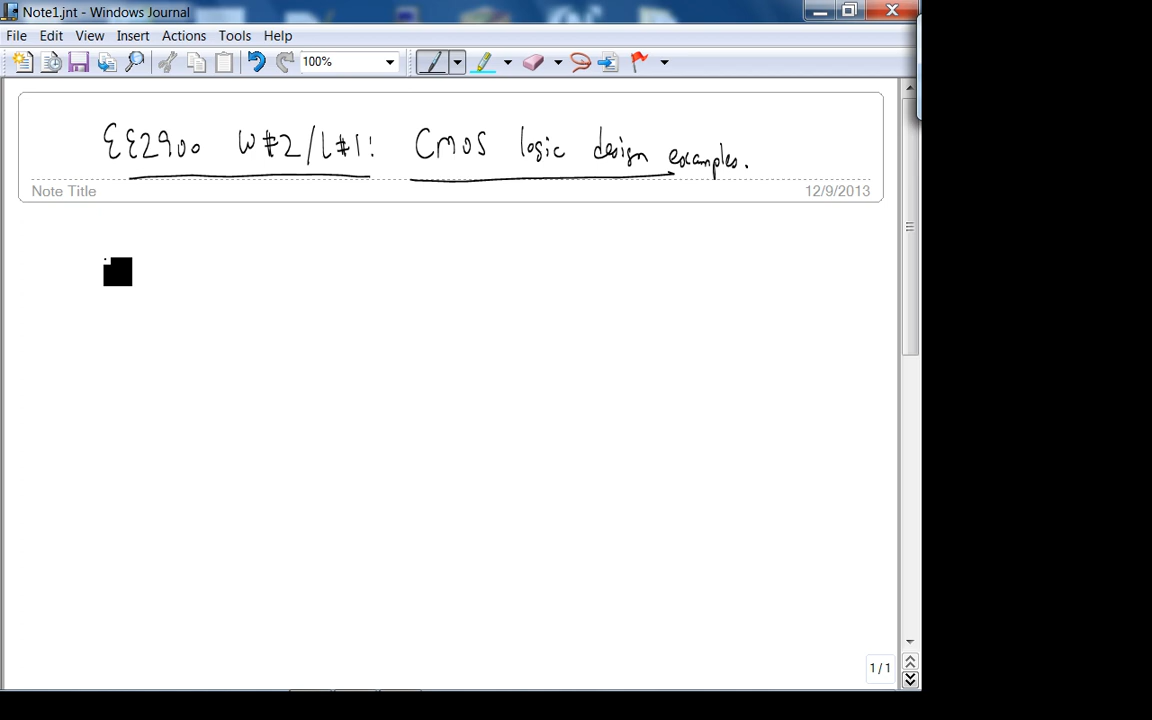 Note1.jnt - Windows Journal
File Edit View Insert Actions Tools Help
100%
EE2900 W#2/L#1: CMOS logic design examples.
Note Title 12/9/2013
1/1